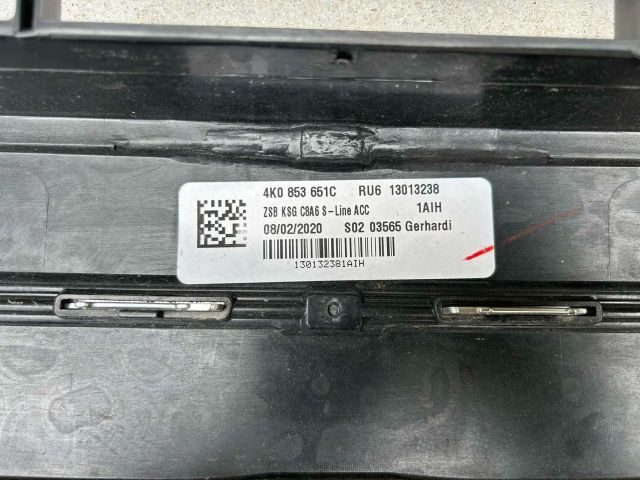 4K0 853 651C RU6 13013238
ZSB KSG C8A6 S-Line ACC 1AIH
08/02/2020 S02 03565 Gerhardi
130132381AIH